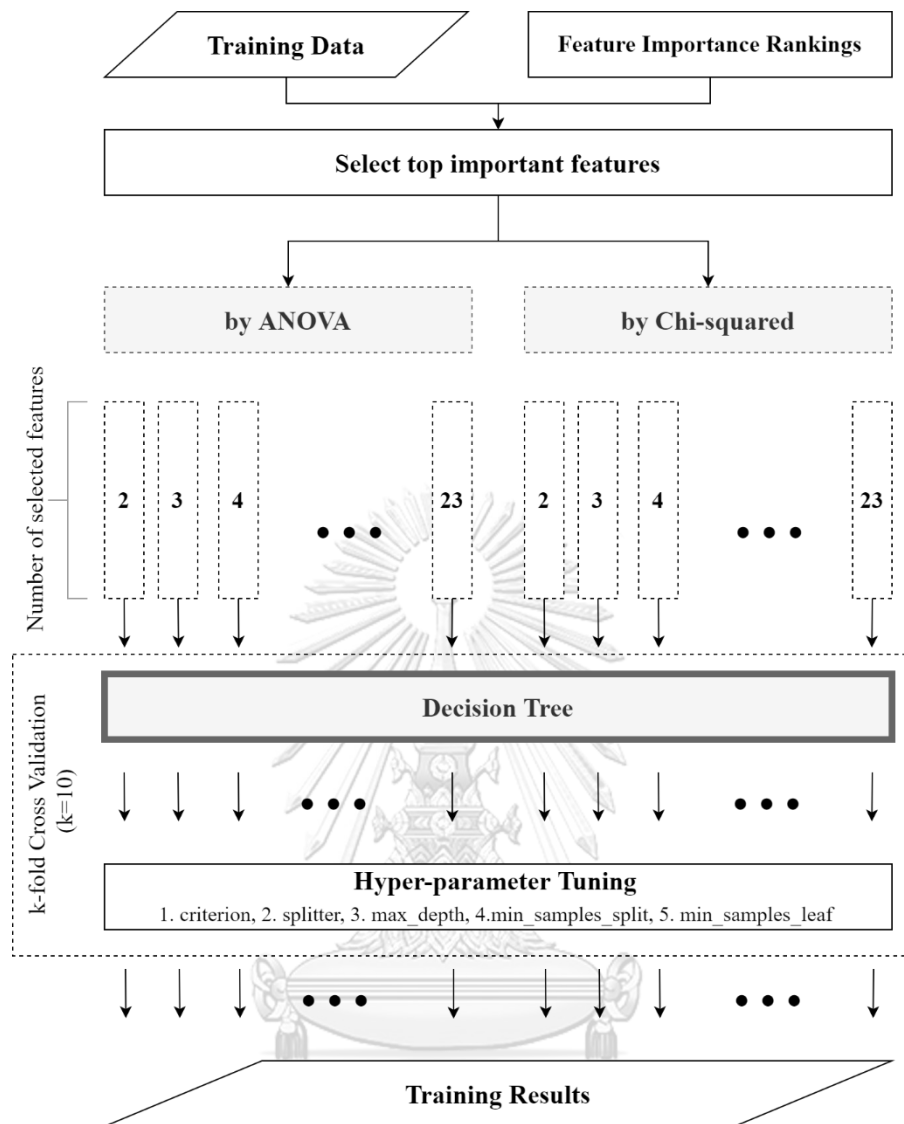 Training Data
Feature Importance Rankings
Select top important features
by ANOVA
by Chi-squared
Number of selected features
2 3 4 23 2 3 4 23
k-fold Cross Validation
(k=10)
Decision Tree
Hyper-parameter Tuning
1. criterion, 2. splitter, 3. max_depth, 4.min_samples_split, 5. min_samples_leaf
Training Results